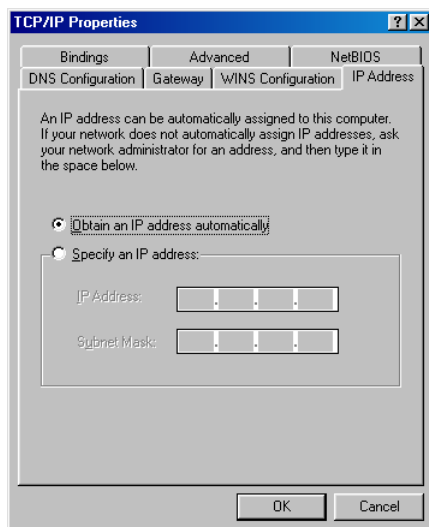 TCP/IP Properties
Bindings Advanced NetBIOS
DNS Configuration Gateway WINS Configuration IP Address
An IP address can be automatically assigned to this computer.
If your network does not automatically assign IP addresses, ask
your network administrator for an address, and then type it in
the space below.
Obtain an IP address automatically
Specify an IP address:
IP Address:
Subnet Mask:
OK Cancel